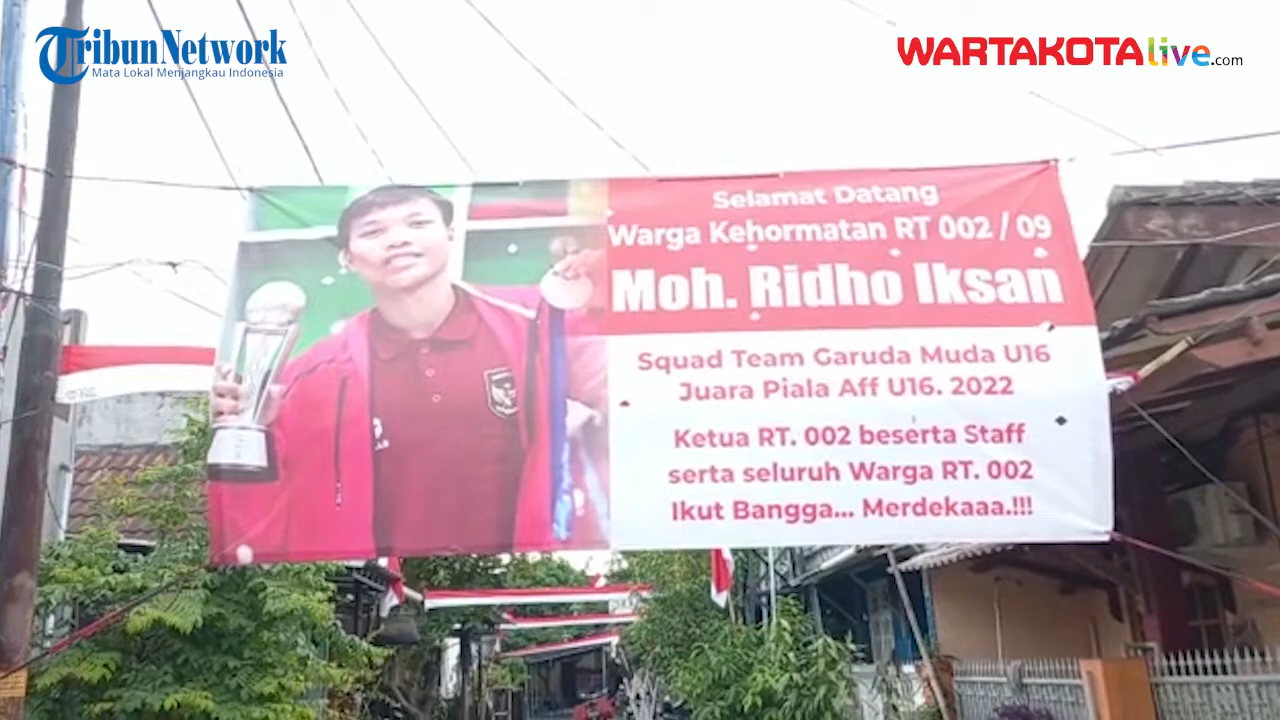 TribunNetwork
Mata Lokal Menjangkau Indonesia
WARTAKOTAlive.com
Selamat Datang
Warga Kehormatan RT 002 / 09
Moh. Ridho Iksan
Squad Team Garuda Muda U16
Juara Piala Aff U16. 2022
Ketua RT. 002 beserta Staff
serta seluruh Warga RT. 002
Ikut Bangga... Merdekaaa.!!!